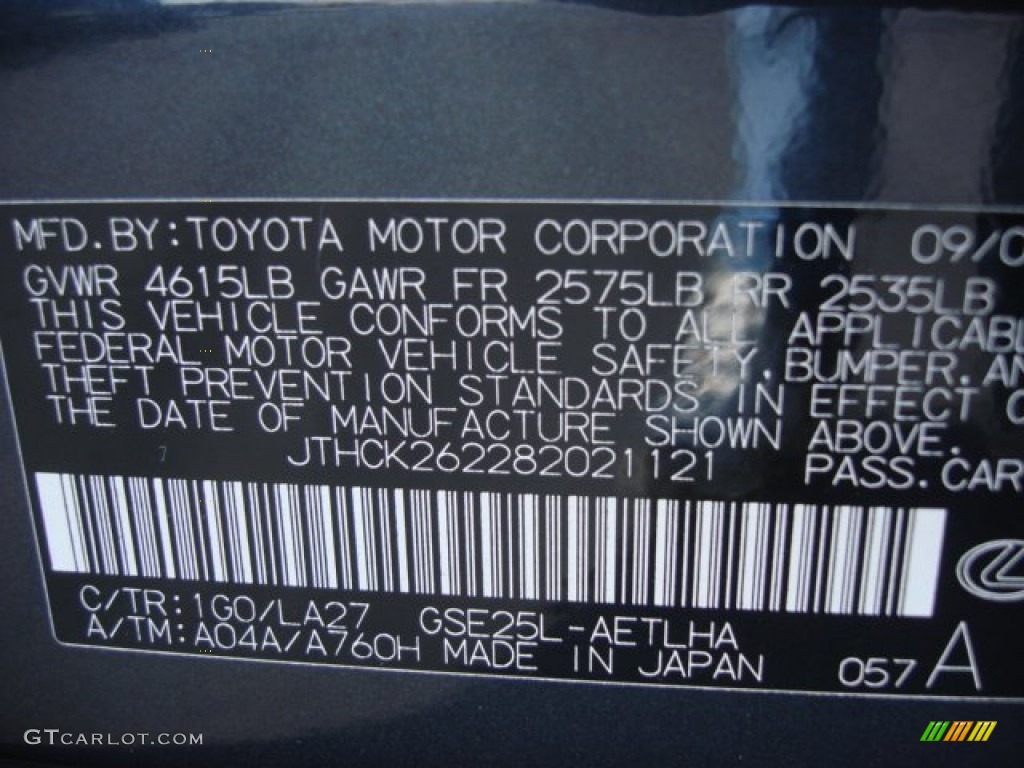 MFD.BY:TOYOTA MOTOR CORPORATION 09/0
GVWR 4615LB GAWR FR 2575LB RR 2535LB
THIS VEHICLE CONFORMS TO ALL APPLICABL
FEDERAL MOTOR VEHICLE SAFETY, BUMPER, AN
THEFT PREVENTION STANDARDS IN EFFECT O
THE DATE OF MANUFACTURE SHOWN ABOVE.
7 JTHCK262282021121 PASS.CAR
C/TR:1G0/LA27 GSE25L-AETLHA
A/TM:A04A/A760H MADE IN JAPAN 057 A
GTCARLOT.COM